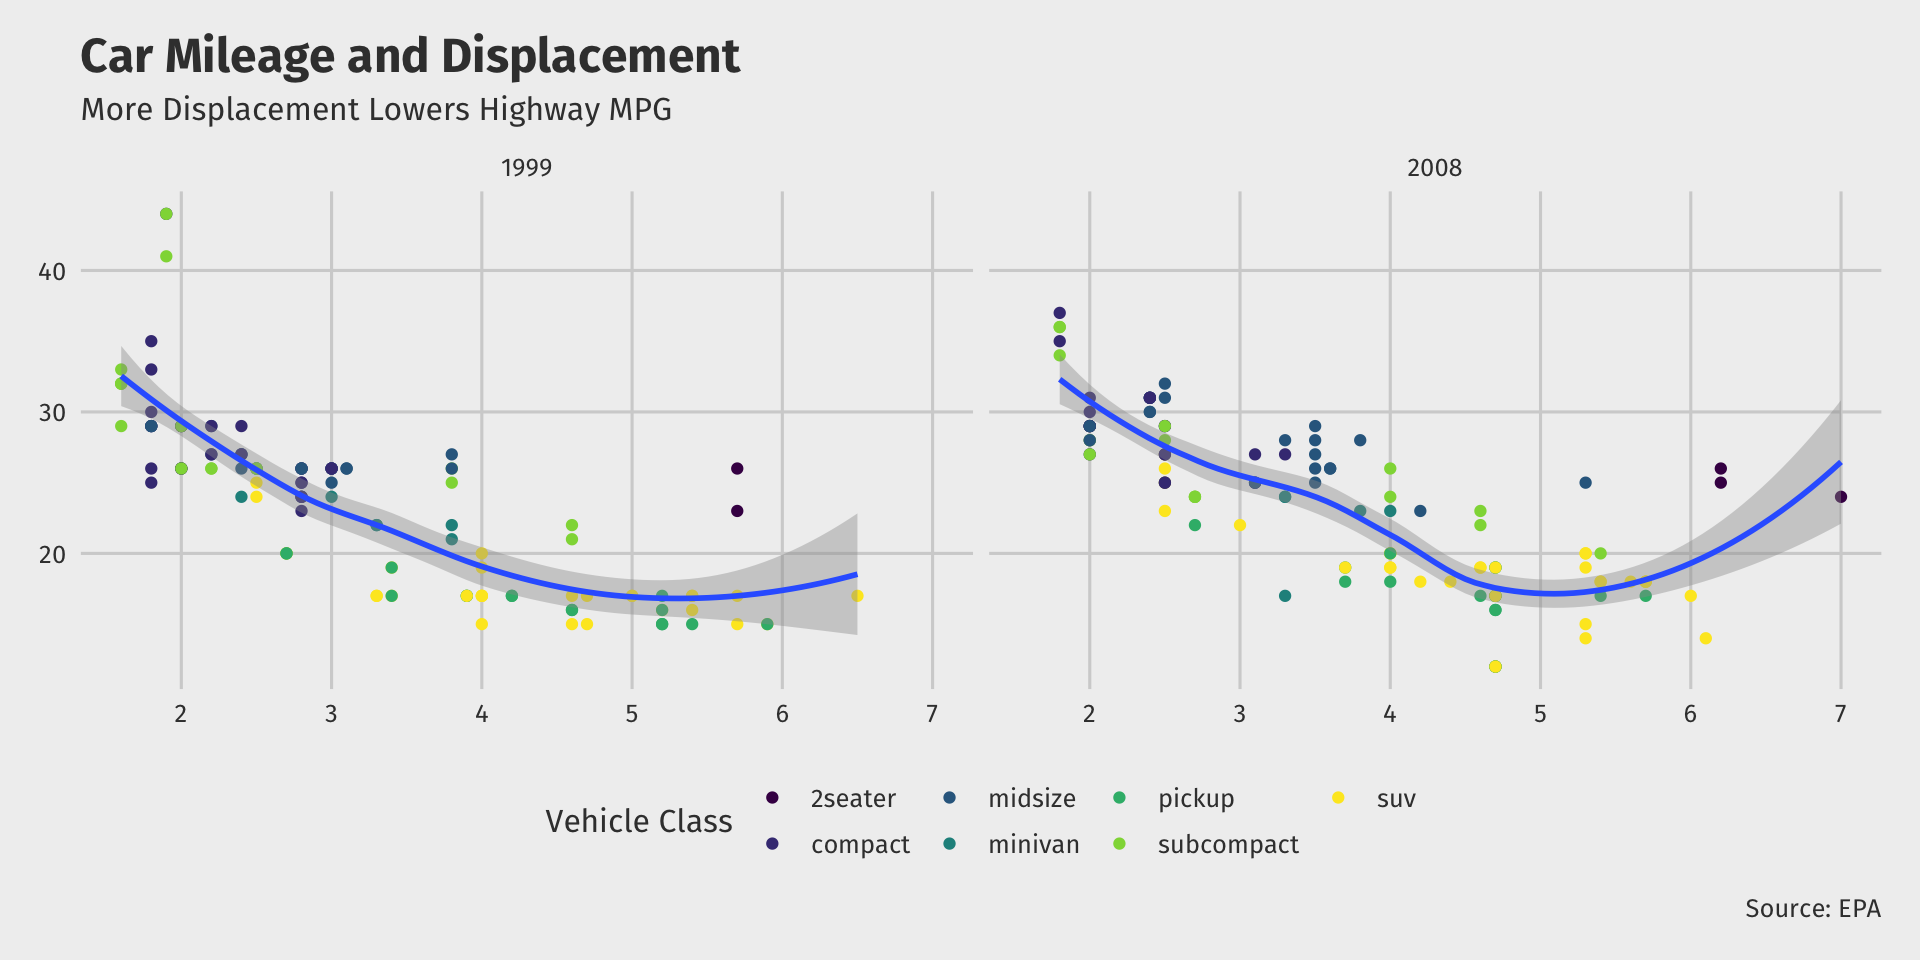 Car Mileage and Displacement
More Displacement Lowers Highway MPG
1999 2008
40
30
20
2 3 4 5 6 7 2 3 4 5 6 7
Vehicle Class
2seater midsize pickup suv
compact minivan subcompact
Source: EPA